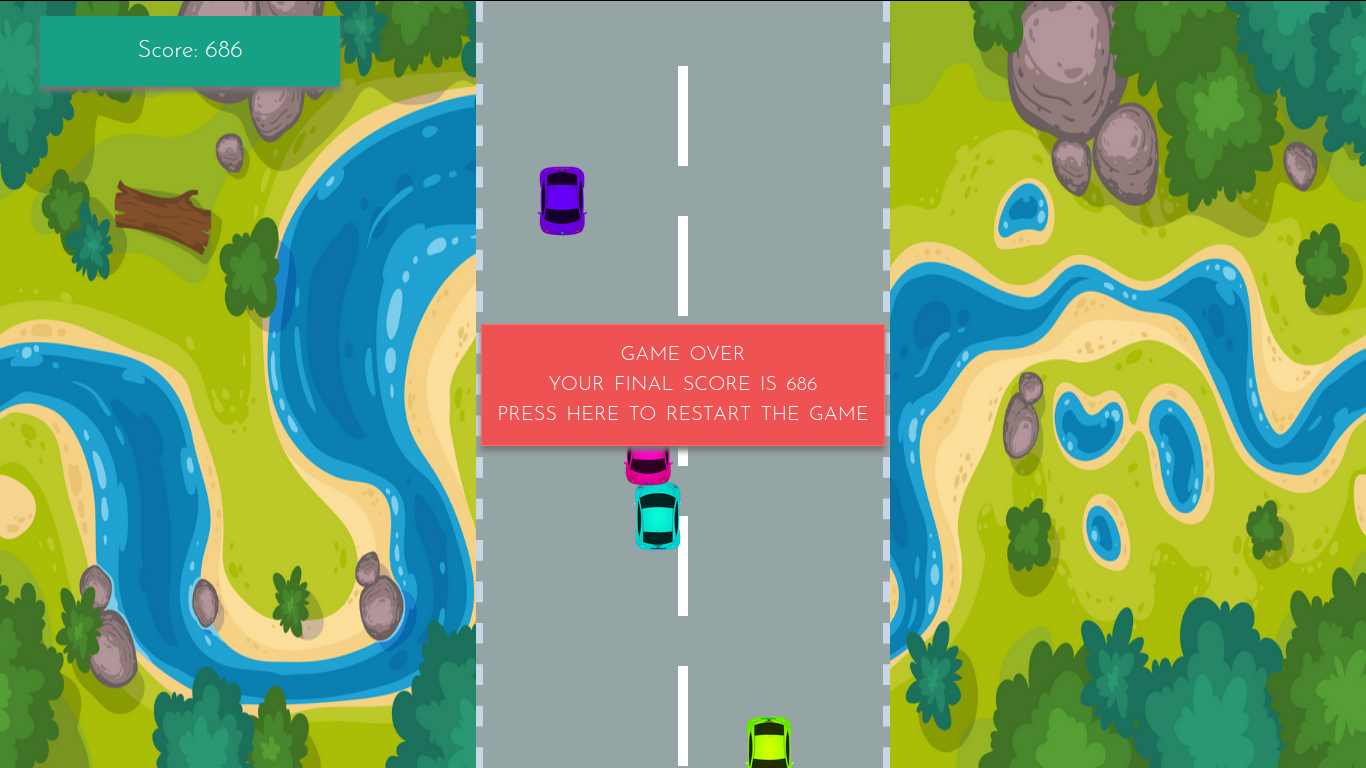 Score: 686
GAME OVER
YOUR FINAL SCORE IS 686
PRESS HERE TO RESTART THE GAME